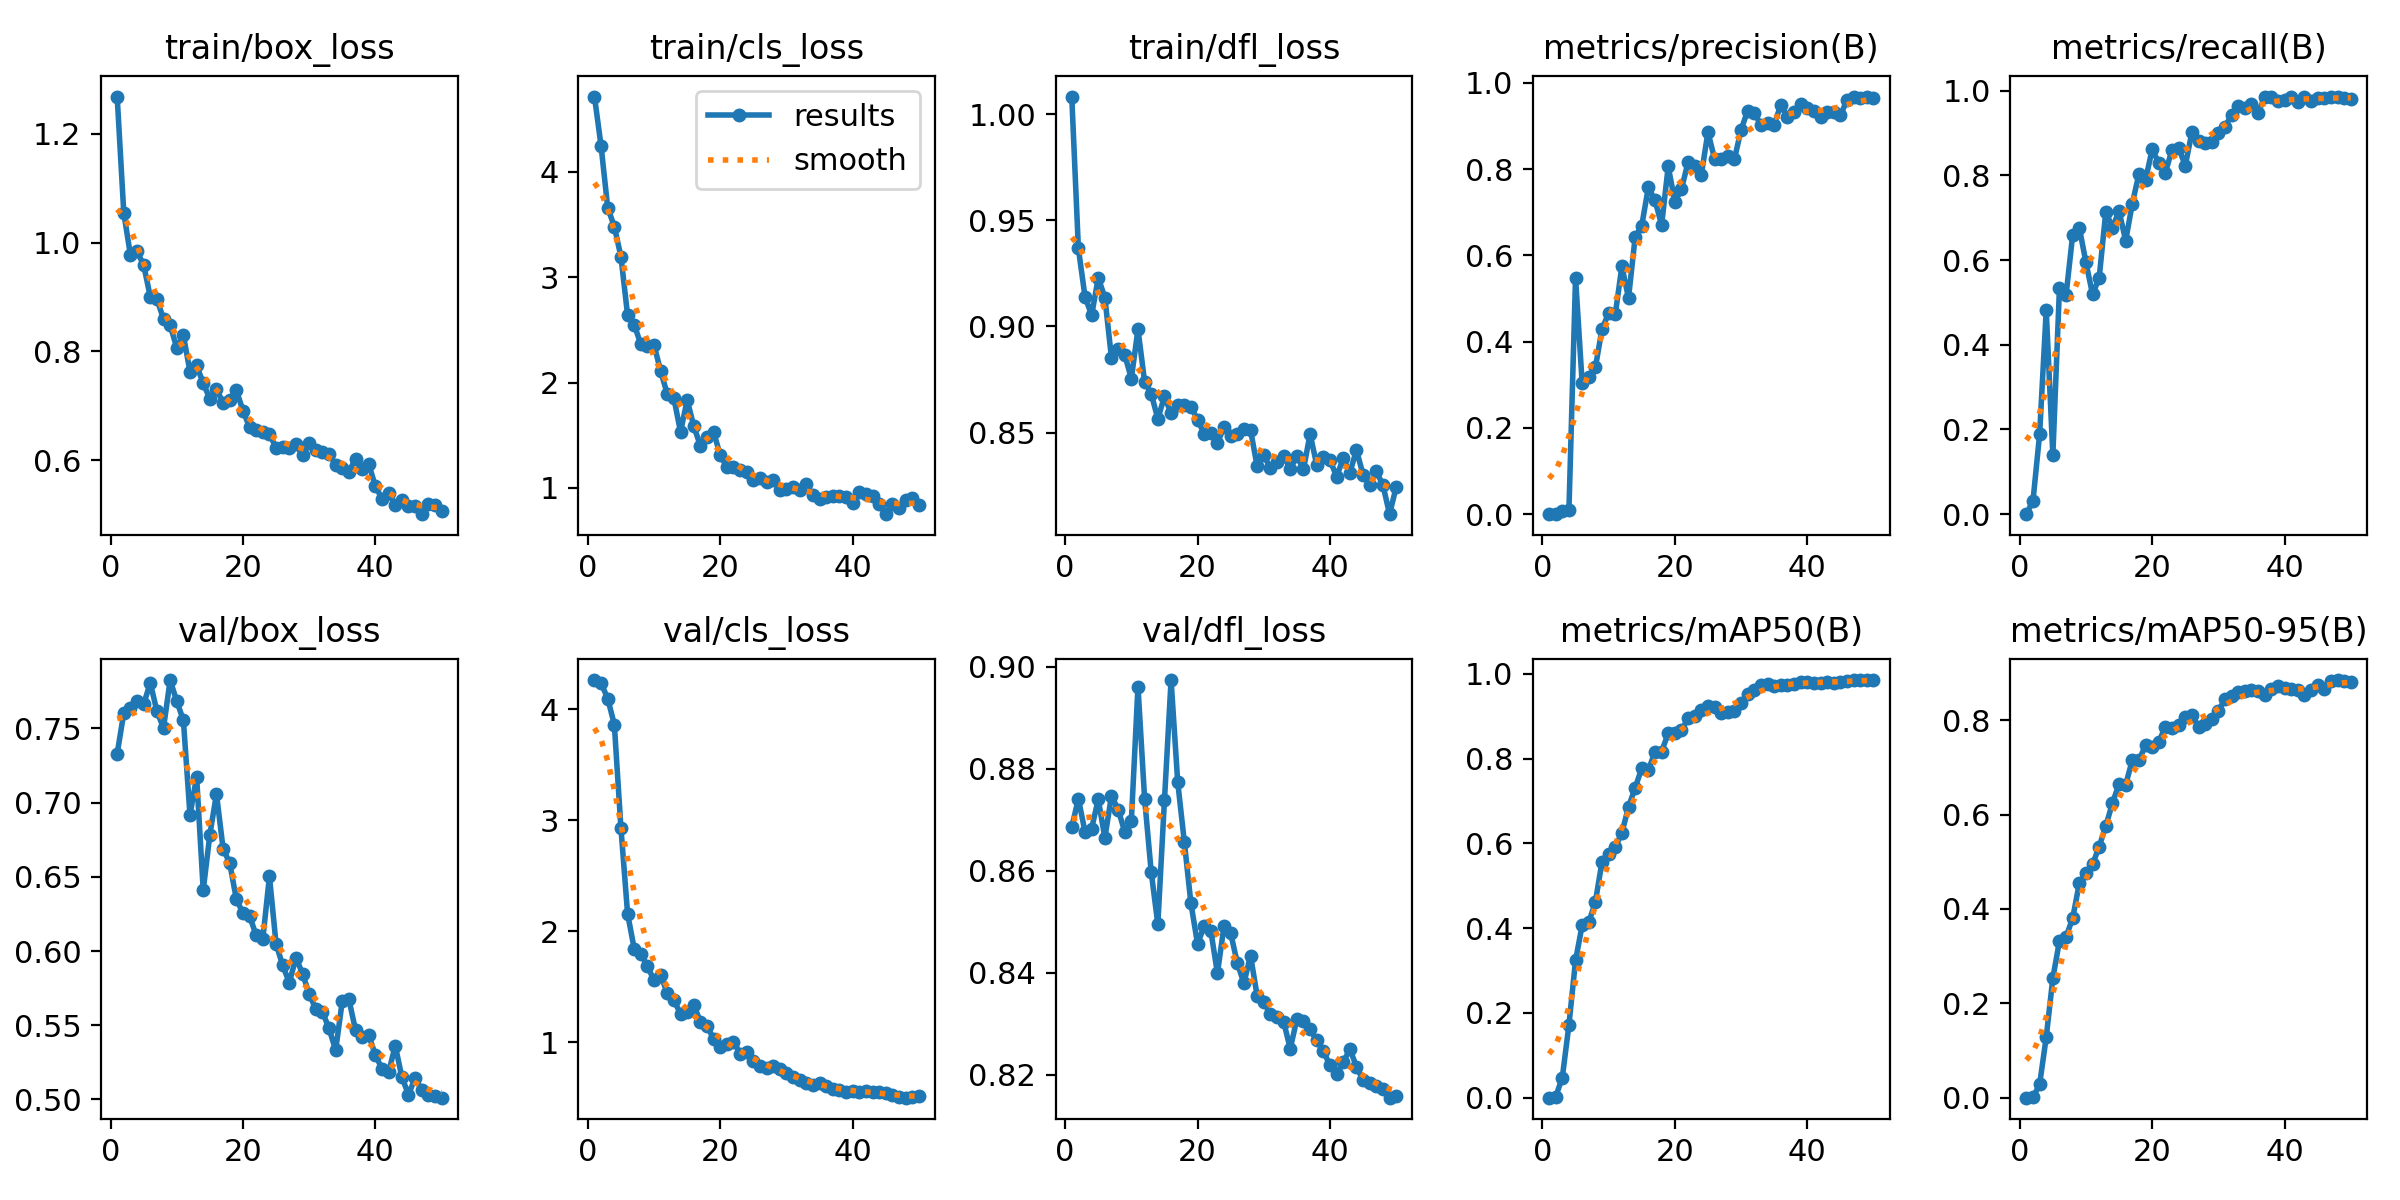 train/box_loss
1.2
1.0
0.8
0.6
0 20 40
train/cls_loss
results
smooth
4
3
2
1
0 20 40
train/dfl_loss
1.00
0.95
0.90
0.85
0 20 40
metrics/precision(B)
1.0
0.8
0.6
0.4
0.2
0.0
0 20 40
metrics/recall(B)
1.0
0.8
0.6
0.4
0.2
0.0
0 20 40
val/box_loss
0.75
0.70
0.65
0.60
0.55
0.50
0 20 40
val/cls_loss
4
3
2
1
0 20 40
val/dfl_loss
0.90
0.88
0.86
0.84
0.82
0 20 40
metrics/mAP50(B)
1.0
0.8
0.6
0.4
0.2
0.0
0 20 40
metrics/mAP50-95(B)
0.8
0.6
0.4
0.2
0.0
0 20 40